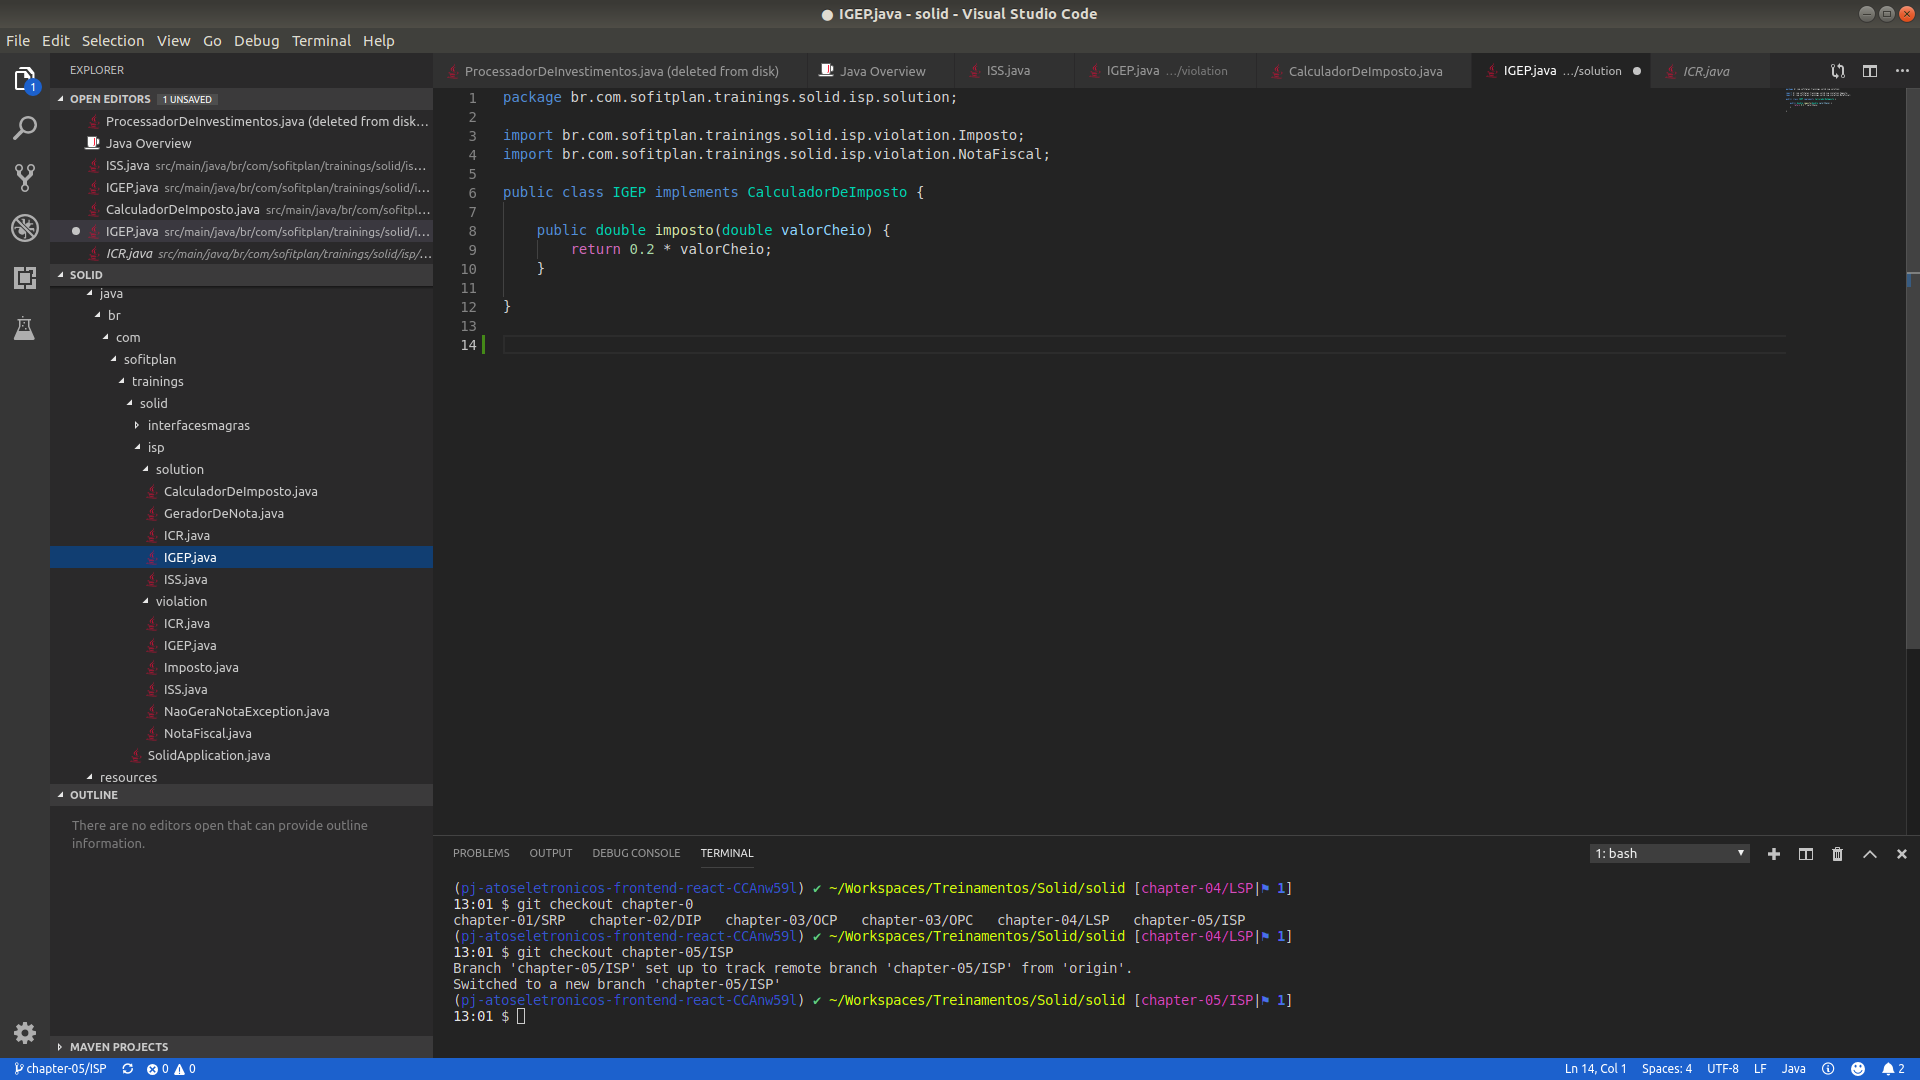 ● IGEP.java - solid - Visual Studio Code
File Edit Selection View Go Debug Terminal Help
EXPLORER
ProcessadorDeInvestimentos.java (deleted from disk)
Java Overview
ISS.java
IGEP.java …/violation
CalculadorDeImposto.java
IGEP.java …/solution
ICR.java
1
OPEN EDITORS 1 UNSAVED
ProcessadorDeInvestimentos.java (deleted from disk...
Java Overview
ISS.java src/main/java/br/com/sofitplan/trainings/solid/is...
IGEP.java src/main/java/br/com/sofitplan/trainings/solid/i...
CalculadorDeImposto.java src/main/java/br/com/sofitpl...
IGEP.java src/main/java/br/com/sofitplan/trainings/solid/i...
ICR.java src/main/java/br/com/sofitplan/trainings/solid/isp/...
SOLID
java
br
com
sofitplan
trainings
solid
interfacesmagras
isp
solution
CalculadorDeImposto.java
GeradorDeNota.java
ICR.java
IGEP.java
ISS.java
violation
ICR.java
IGEP.java
Imposto.java
ISS.java
NaoGeraNotaException.java
NotaFiscal.java
SolidApplication.java
resources
OUTLINE
There are no editors open that can provide outline
information.
MAVEN PROJECTS
1 package br.com.sofitplan.trainings.solid.isp.solution;
2
3 import br.com.sofitplan.trainings.solid.isp.violation.Imposto;
4 import br.com.sofitplan.trainings.solid.isp.violation.NotaFiscal;
5
6 public class IGEP implements CalculadorDeImposto {
7
8 public double imposto(double valorCheio) {
9 return 0.2 * valorCheio;
10 }
11
12 }
13
14
PROBLEMS OUTPUT DEBUG CONSOLE TERMINAL
1: bash
(pj-atoseletronicos-frontend-react-CCAnw59l) ✔ ~/Workspaces/Treinamentos/Solid/solid [chapter-04/LSP|⚑ 1]
13:01 $ git checkout chapter-0
chapter-01/SRP chapter-02/DIP chapter-03/OCP chapter-03/OPC chapter-04/LSP chapter-05/ISP
(pj-atoseletronicos-frontend-react-CCAnw59l) ✔ ~/Workspaces/Treinamentos/Solid/solid [chapter-04/LSP|⚑ 1]
13:01 $ git checkout chapter-05/ISP
Branch 'chapter-05/ISP' set up to track remote branch 'chapter-05/ISP' from 'origin'.
Switched to a new branch 'chapter-05/ISP'
(pj-atoseletronicos-frontend-react-CCAnw59l) ✔ ~/Workspaces/Treinamentos/Solid/solid [chapter-05/ISP|⚑ 1]
13:01 $
chapter-05/ISP 0 0 Ln 14, Col 1 Spaces: 4 UTF-8 LF Java 2